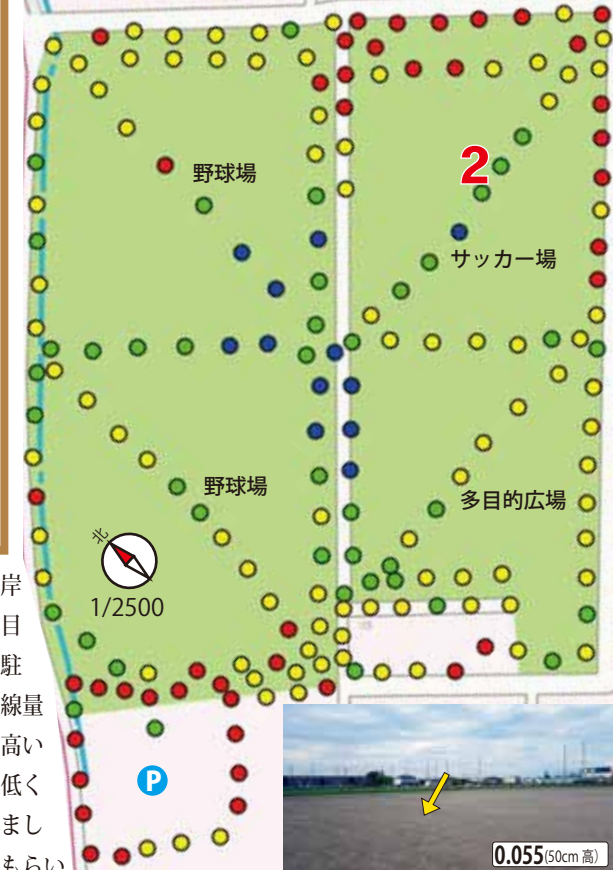 2
野球場
サッカー場
野球場
多目的広場
北
1/2500
岸
目
駐
線量
高い
低く
まし
もらい
P
0.055(50cm 高)